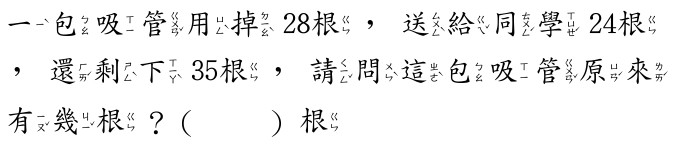 一包吸管用掉28根，送給同學24根
，還剩下35根，請問這包吸管原來
有幾根？(　　　)根